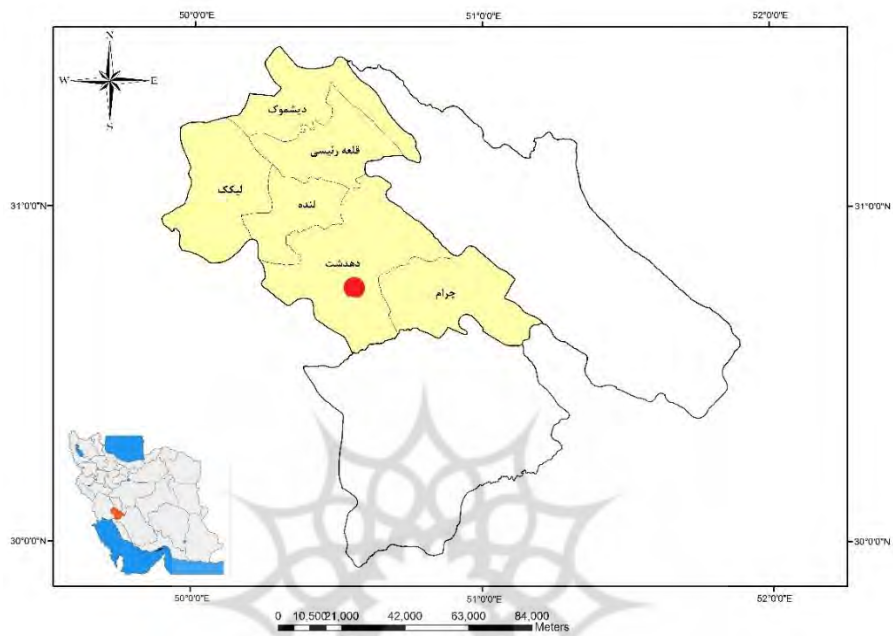 50°0'0"E
51°0'0"E
52°0'0"E
N
W
E
S
دیشموک
قلعه رئیسی
لیکک
لنده
31°0'0"N
31°0'0"N
دهدشت
چرام
30°0'0"N
30°0'0"N
50°0'0"E
51°0'0"E
52°0'0"E
0 10,500 21,000 42,000 63,000 84,000
Meters